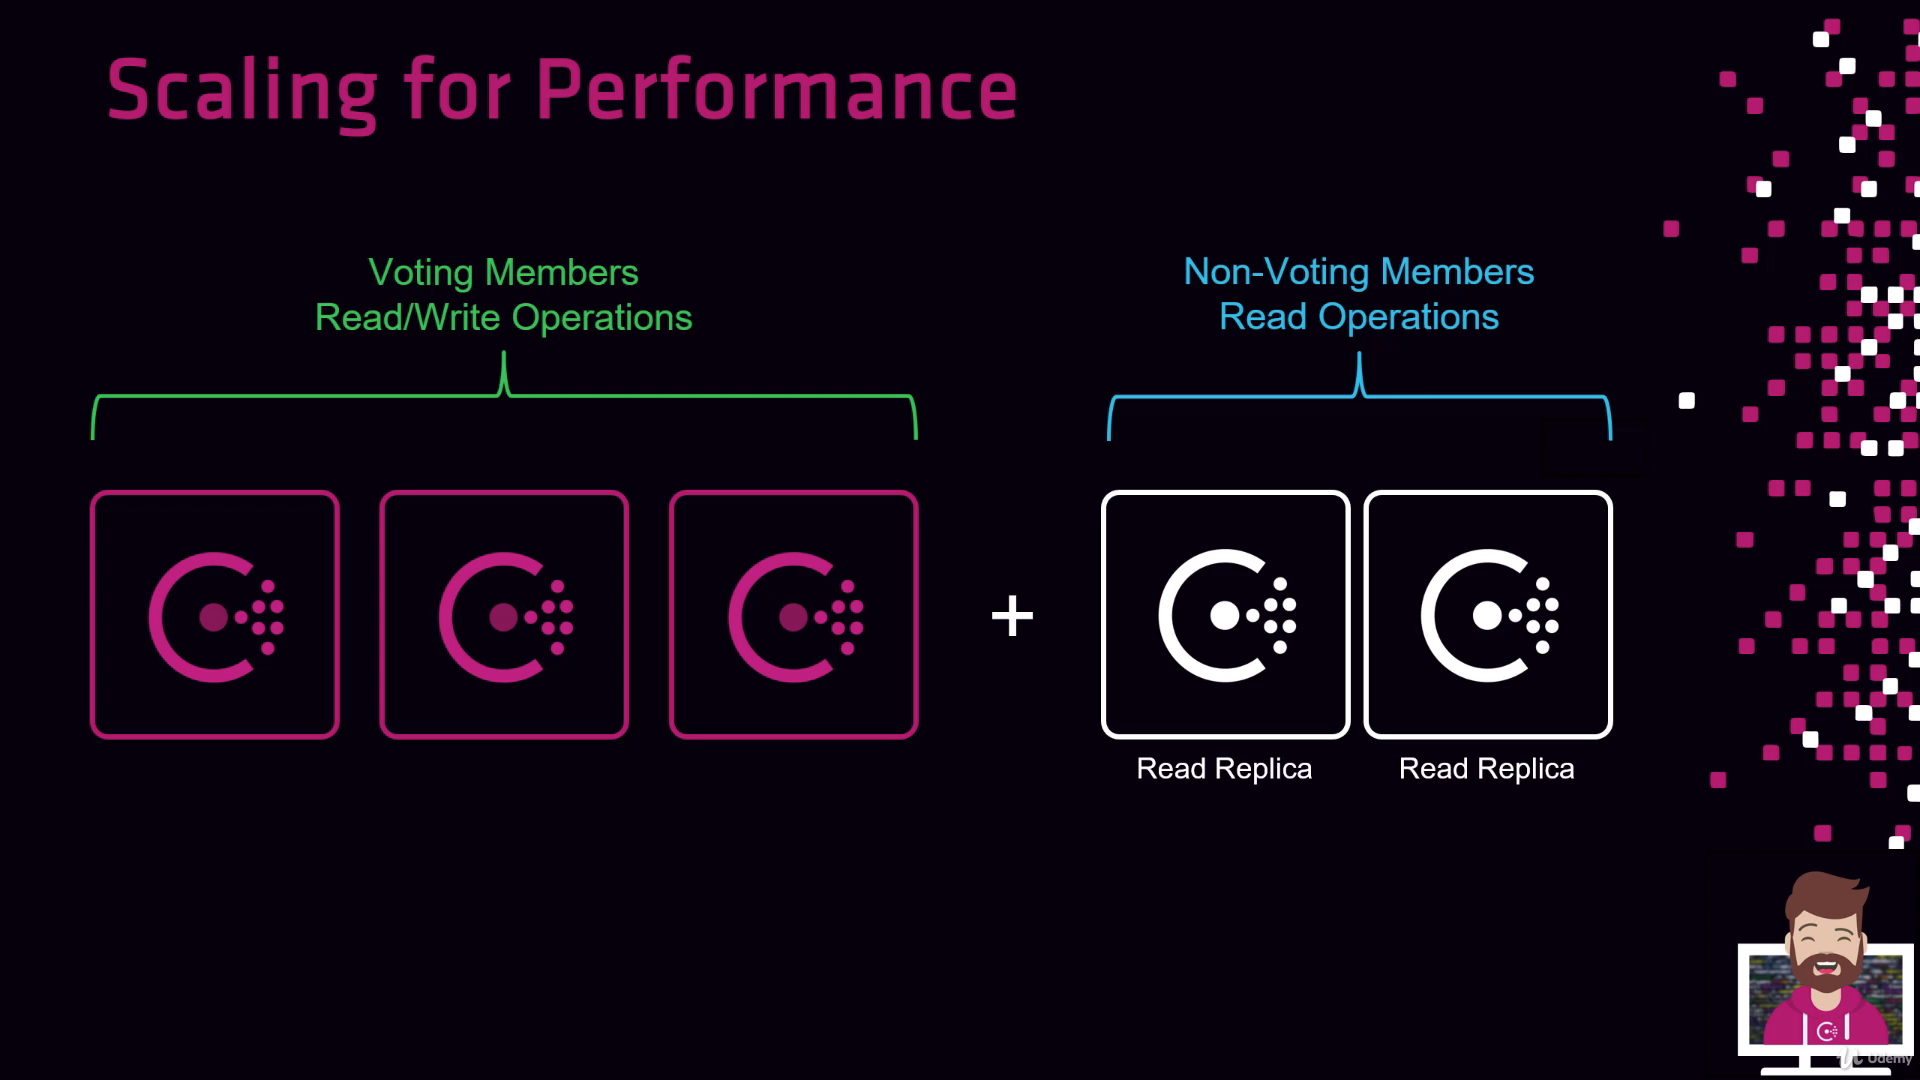 Scaling for Performance
Voting Members
Read/Write Operations
Non-Voting Members
Read Operations
+
Read Replica
Read Replica
Udemy